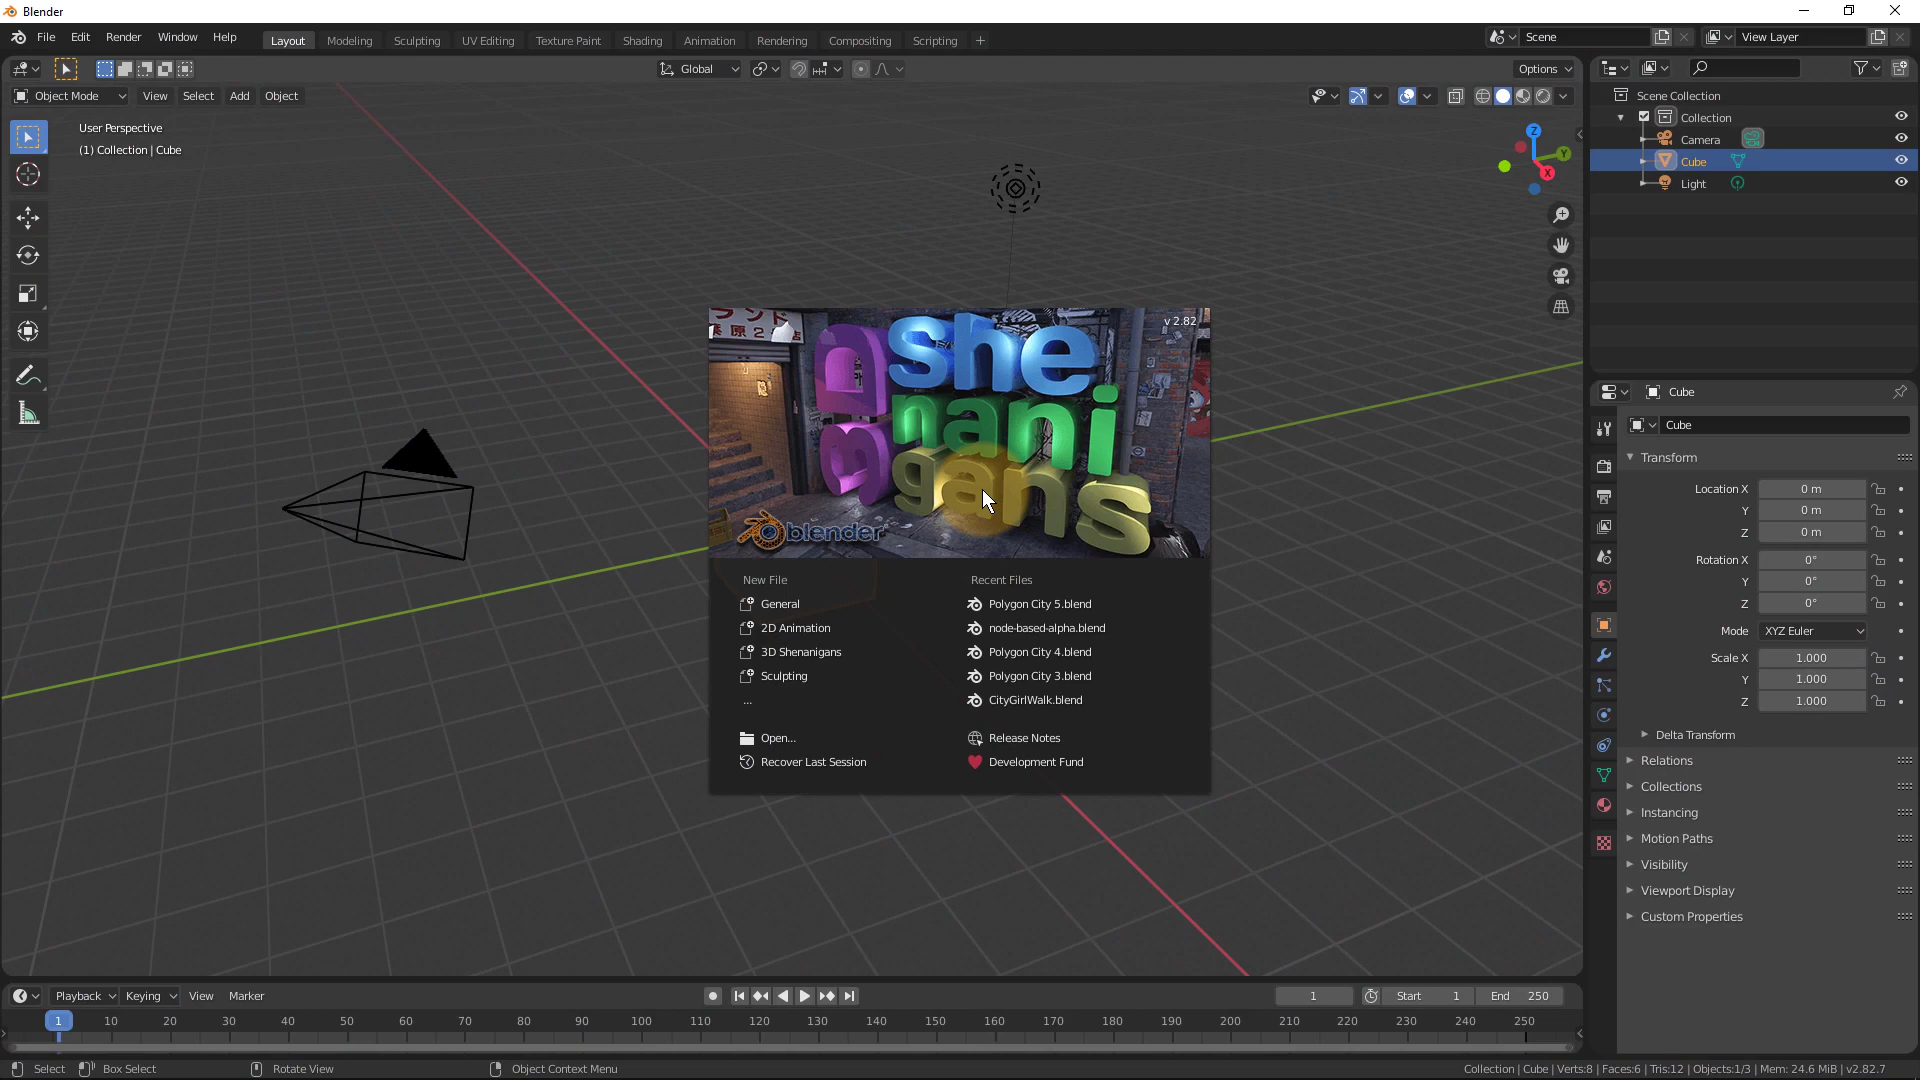 Blender
File Edit Render Window Help
Layout Modeling Sculpting UV Editing Texture Paint Shading Animation Rendering Compositing Scripting +
Scene
View Layer
Global
Options
Object Mode View Select Add Object
User Perspective
(1) Collection | Cube
Z
Y
X
Scene Collection
Collection
Camera
Cube
Light
v 2.82
she
nani
gans
blender
New File
General
2D Animation
3D Shenanigans
Sculpting
...
Open...
Recover Last Session
Recent Files
Polygon City 5.blend
node-based-alpha.blend
Polygon City 4.blend
Polygon City 3.blend
CityGirlWalk.blend
Release Notes
Development Fund
Cube
Cube
Transform
Location X 0 m
Y 0 m
Z 0 m
Rotation X 0°
Y 0°
Z 0°
Mode XYZ Euler
Scale X 1.000
Y 1.000
Z 1.000
Delta Transform
Relations
Collections
Instancing
Motion Paths
Visibility
Viewport Display
Custom Properties
Playback Keying View Marker
1
Start 1
End 250
1 10 20 30 40 50 60 70 80 90 100 110 120 130 140 150 160 170 180 190 200 210 220 230 240 250
Select Box Select Rotate View Object Context Menu
Collection | Cube | Verts:8 | Faces:6 | Tris:12 | Objects:1/3 | Mem: 24.6 MiB | v2.82.7